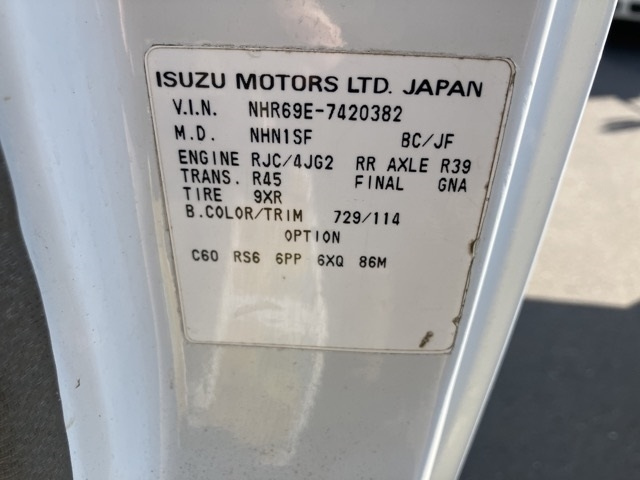 ISUZU MOTORS LTD. JAPAN
V.I.N. NHR69E-7420382
M.D. NHN1SF BC/JF
ENGINE RJC/4JG2 RR AXLE R39
TRANS. R45 FINAL GNA
TIRE 9XR
B.COLOR/TRIM 729/114
OPTION
C60 RS6 6PP 6XQ 86M